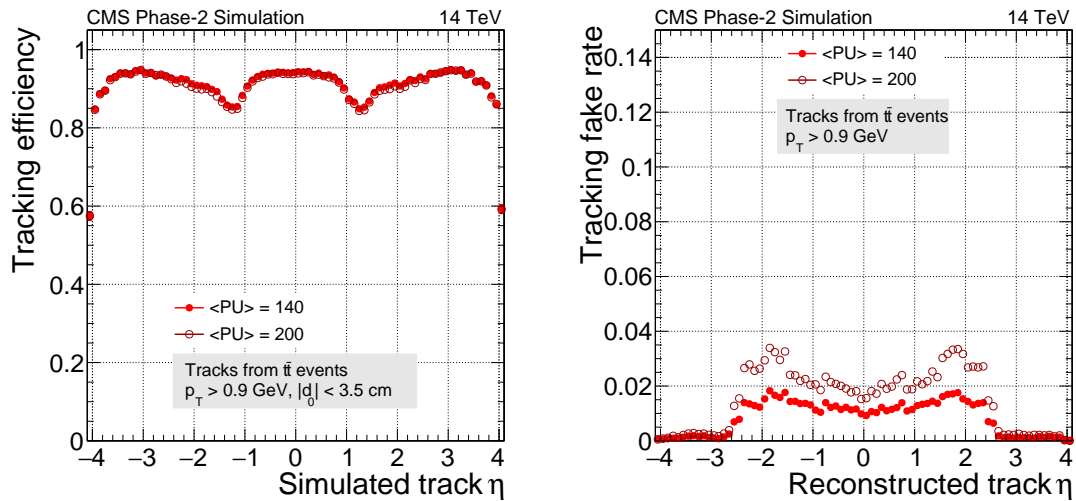 CMS Phase-2 Simulation 14 TeV
Tracking efficiency
1
0.8
0.6
0.4
0.2
0
<PU> = 140
<PU> = 200
Tracks from tt̄ events
p_T > 0.9 GeV, |d_0| < 3.5 cm
−4 −3 −2 −1 0 1 2 3 4
Simulated track η
CMS Phase-2 Simulation 14 TeV
Tracking fake rate
0.14
0.12
0.1
0.08
0.06
0.04
0.02
0
<PU> = 140
<PU> = 200
Tracks from tt̄ events
p_T > 0.9 GeV
−4 −3 −2 −1 0 1 2 3 4
Reconstructed track η